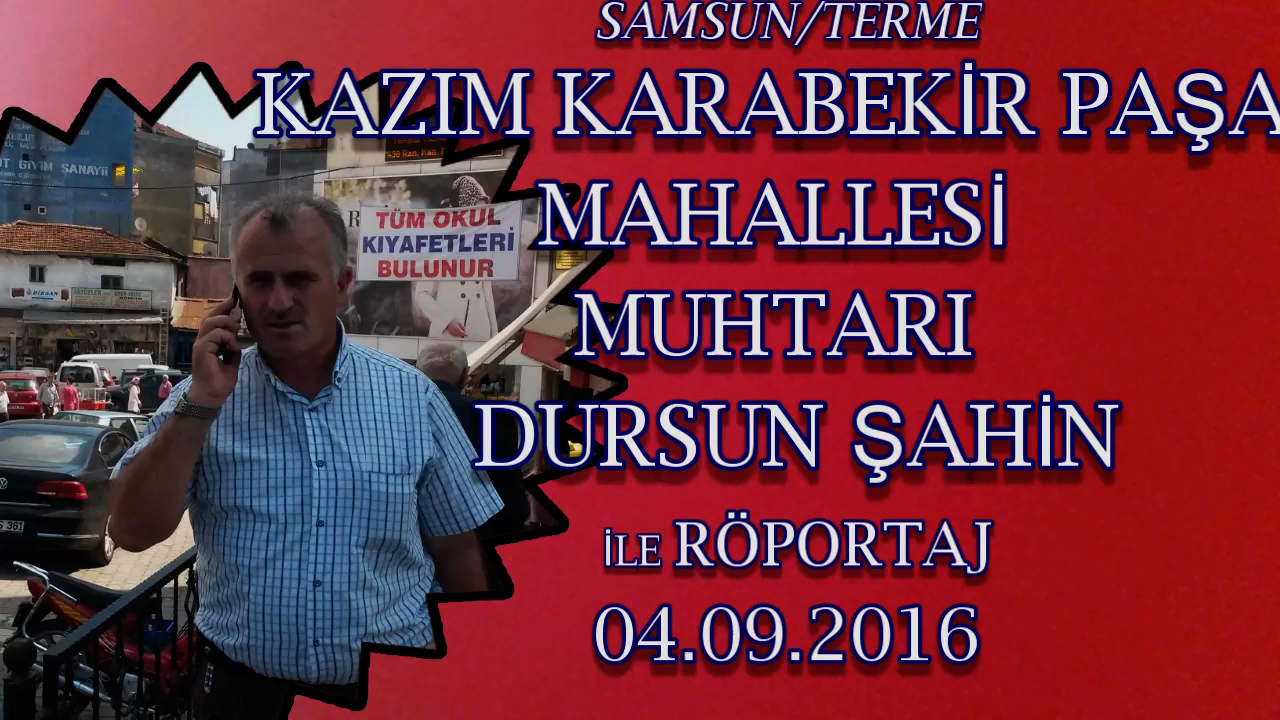 SAMSUN/TERME
KAZIM KARABEKİR PAŞA
MAHALLESİ
MUHTARI
DURSUN ŞAHİN
İLE RÖPORTAJ
04.09.2016
TÜM OKUL
KIYAFETLERİ
BULUNUR
GİYİM SANAYİİ